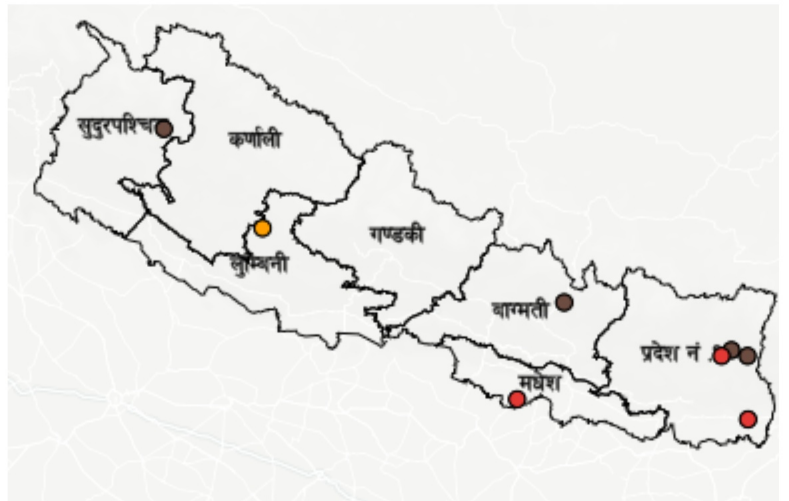 सुदुरपश्चिम
कर्णाली
गण्डकी
लुम्बिनी
बाग्मती
प्रदेश नं
मधेश